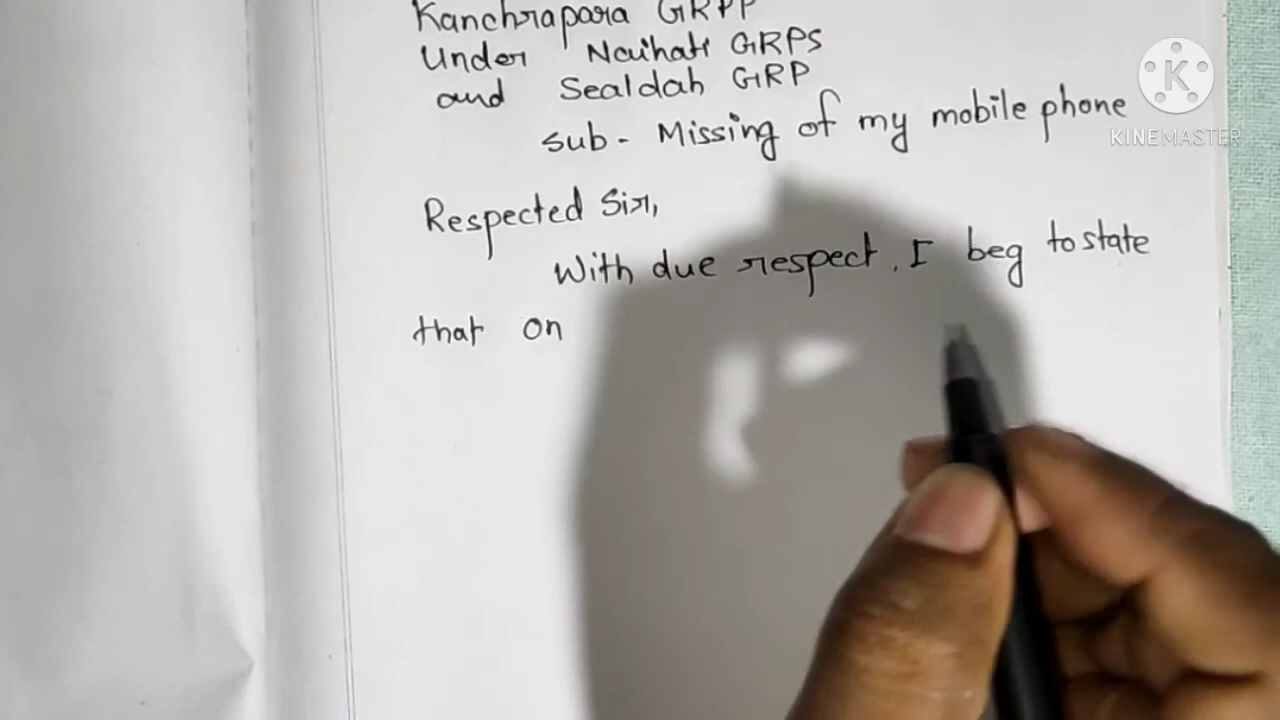 Kanchrapara GRPP
Under Naihati GRPS
and Sealdah GRP
Sub - Missing of my mobile phone
Respected Sir,
With due respect, I beg to state
that on
KINEMASTER